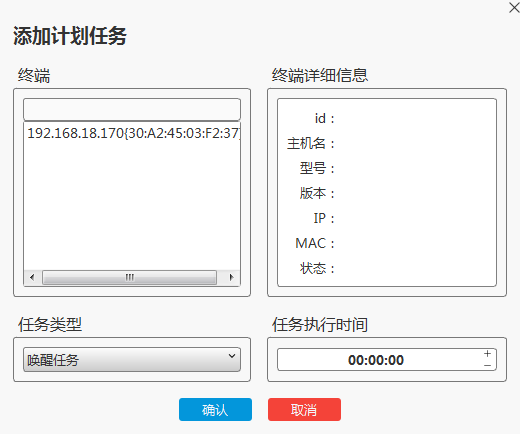 添加计划任务
终端
192.168.18.170{30:A2:45:03:F2:37}
终端详细信息
id：
主机名：
型号：
版本：
IP：
MAC：
状态：
任务类型
唤醒任务
任务执行时间
00:00:00
确认
取消